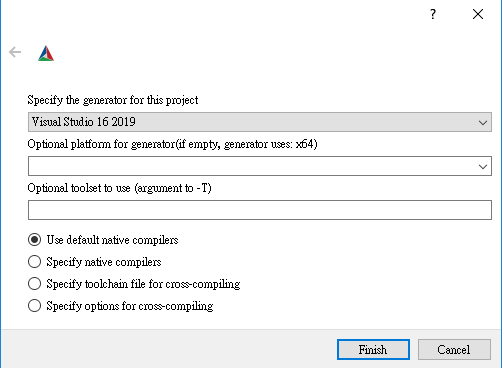 ?
Specify the generator for this project
Visual Studio 16 2019
Optional platform for generator(if empty, generator uses: x64)
Optional toolset to use (argument to -T)
Use default native compilers
Specify native compilers
Specify toolchain file for cross-compiling
Specify options for cross-compiling
Finish Cancel